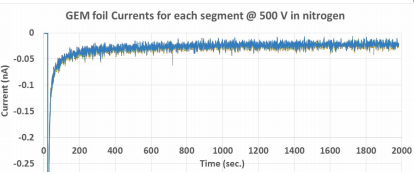 GEM foil Currents for each segment @ 500 V in nitrogen
Current (nA)
0
-0.05
-0.1
-0.15
-0.2
-0.25
0 200 400 600 800 1000 1200 1400 1600 1800 2000
Time (sec.)